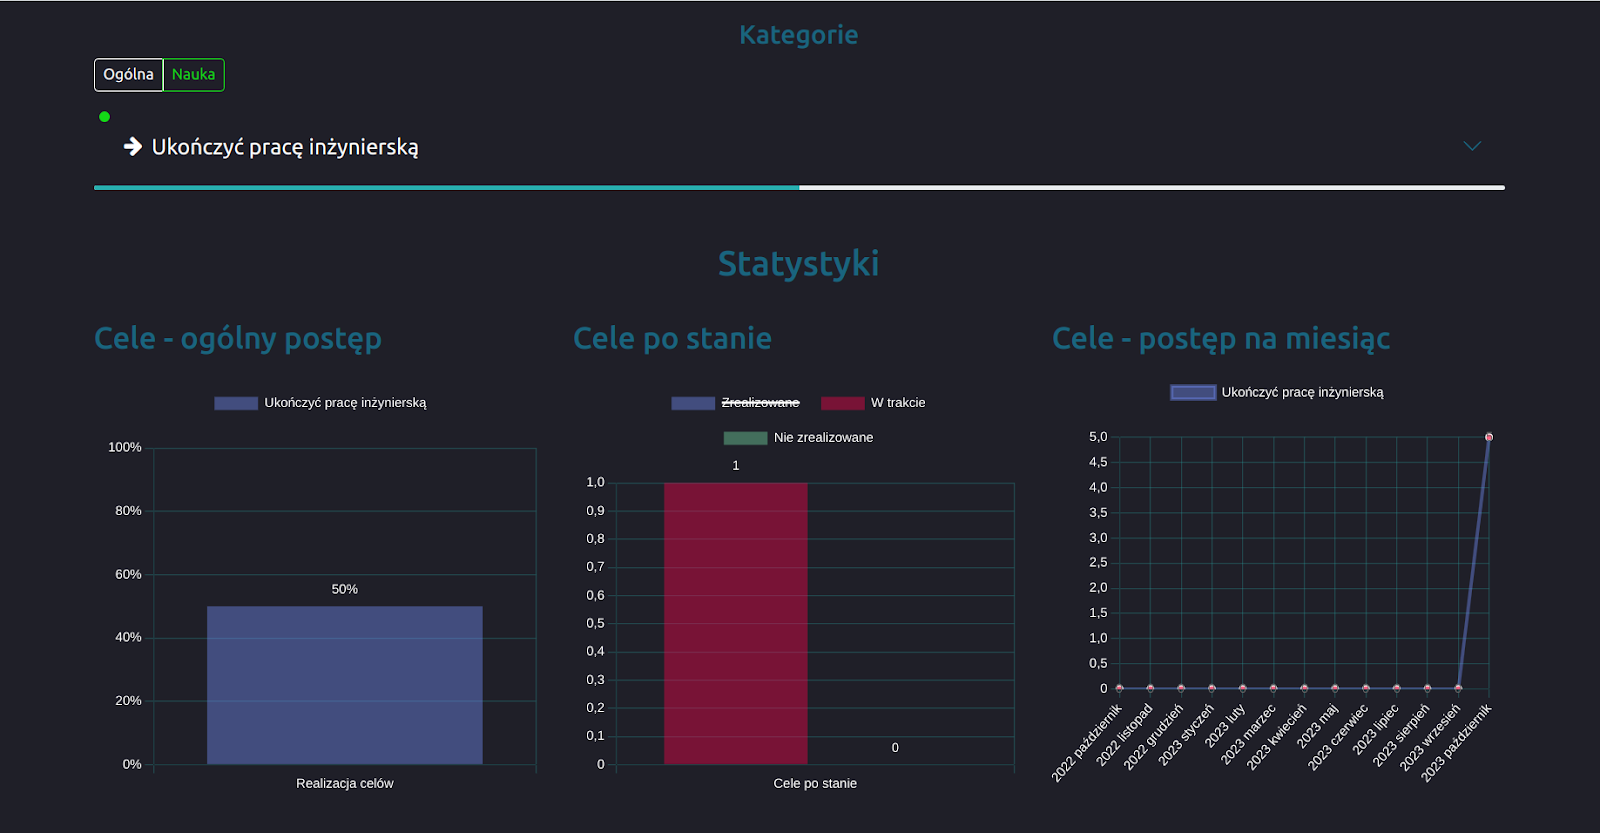 Kategorie
Ogólna Nauka
Ukończyć pracę inżynierską
Statystyki
Cele - ogólny postęp
Ukończyć pracę inżynierską
100%
80%
60%
50%
40%
20%
0%
Realizacja celów
Cele po stanie
Zrealizowane W trakcie
Nie zrealizowane
1
1,0
0,9
0,8
0,7
0,6
0,5
0,4
0,3
0,2
0,1
0
0
Cele po stanie
Cele - postęp na miesiąc
Ukończyć pracę inżynierską
5,0
4,5
4,0
3,5
3,0
2,5
2,0
1,5
1,0
0,5
0
2022 październik
2022 listopad
2022 grudzień
2023 styczeń
2023 luty
2023 marzec
2023 kwiecień
2023 maj
2023 czerwiec
2023 lipiec
2023 sierpień
2023 wrzesień
2023 październik